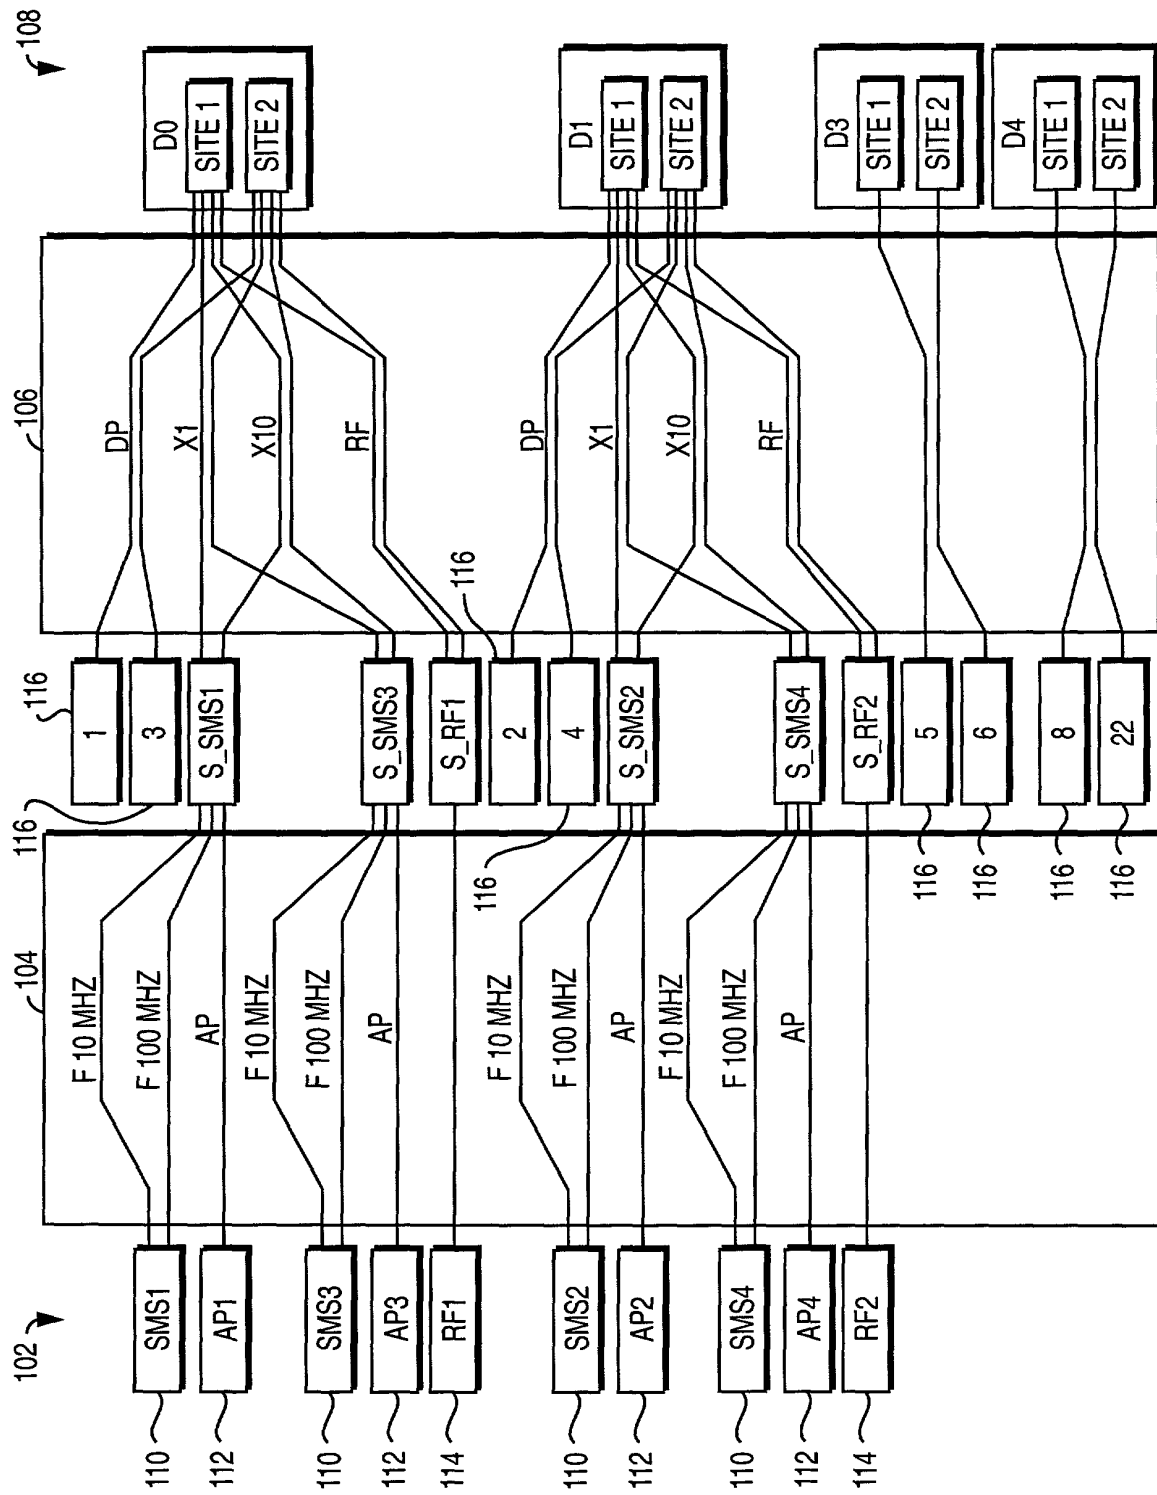 102
104
106
108
110
SMS1
F 10 MHZ
F 100 MHZ
112
AP1
AP
110
SMS3
F 10 MHZ
F 100 MHZ
112
AP3
AP
114
RF1
110
SMS2
F 10 MHZ
F 100 MHZ
112
AP2
AP
110
SMS4
F 10 MHZ
F 100 MHZ
112
AP4
AP
114
RF2
116
1
116
3
S_SMS1
S_SMS3
S_RF1
116
2
116
4
S_SMS2
S_SMS4
S_RF2
116
5
116
6
116
8
116
22
DP
X1
X10
RF
DP
X1
X10
RF
D0
SITE 1
SITE 2
D1
SITE 1
SITE 2
D3
SITE 1
SITE 2
D4
SITE 1
SITE 2